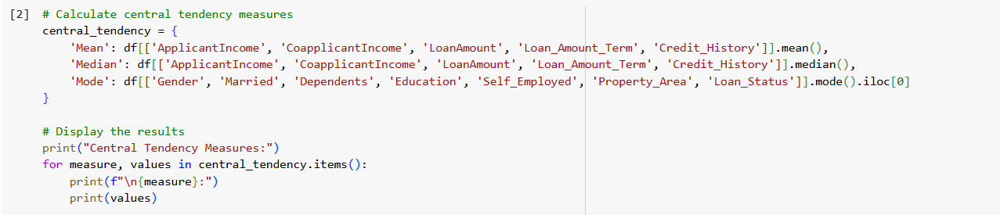 [2] # Calculate central tendency measures
central_tendency = {
    'Mean': df[['ApplicantIncome', 'CoapplicantIncome', 'LoanAmount', 'Loan_Amount_Term', 'Credit_History']].mean(),
    'Median': df[['ApplicantIncome', 'CoapplicantIncome', 'LoanAmount', 'Loan_Amount_Term', 'Credit_History']].median(),
    'Mode': df[['Gender', 'Married', 'Dependents', 'Education', 'Self_Employed', 'Property_Area', 'Loan_Status']].mode().iloc[0]
}

# Display the results
print("Central Tendency Measures:")
for measure, values in central_tendency.items():
    print(f"\n{measure}:")
    print(values)